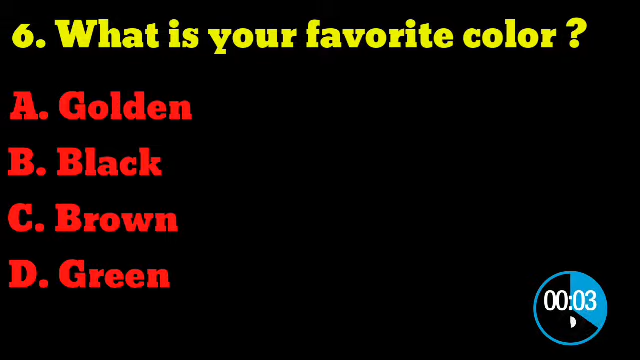 6. What is your favorite color ?
A. Golden
B. Black
C. Brown
D. Green
00:03